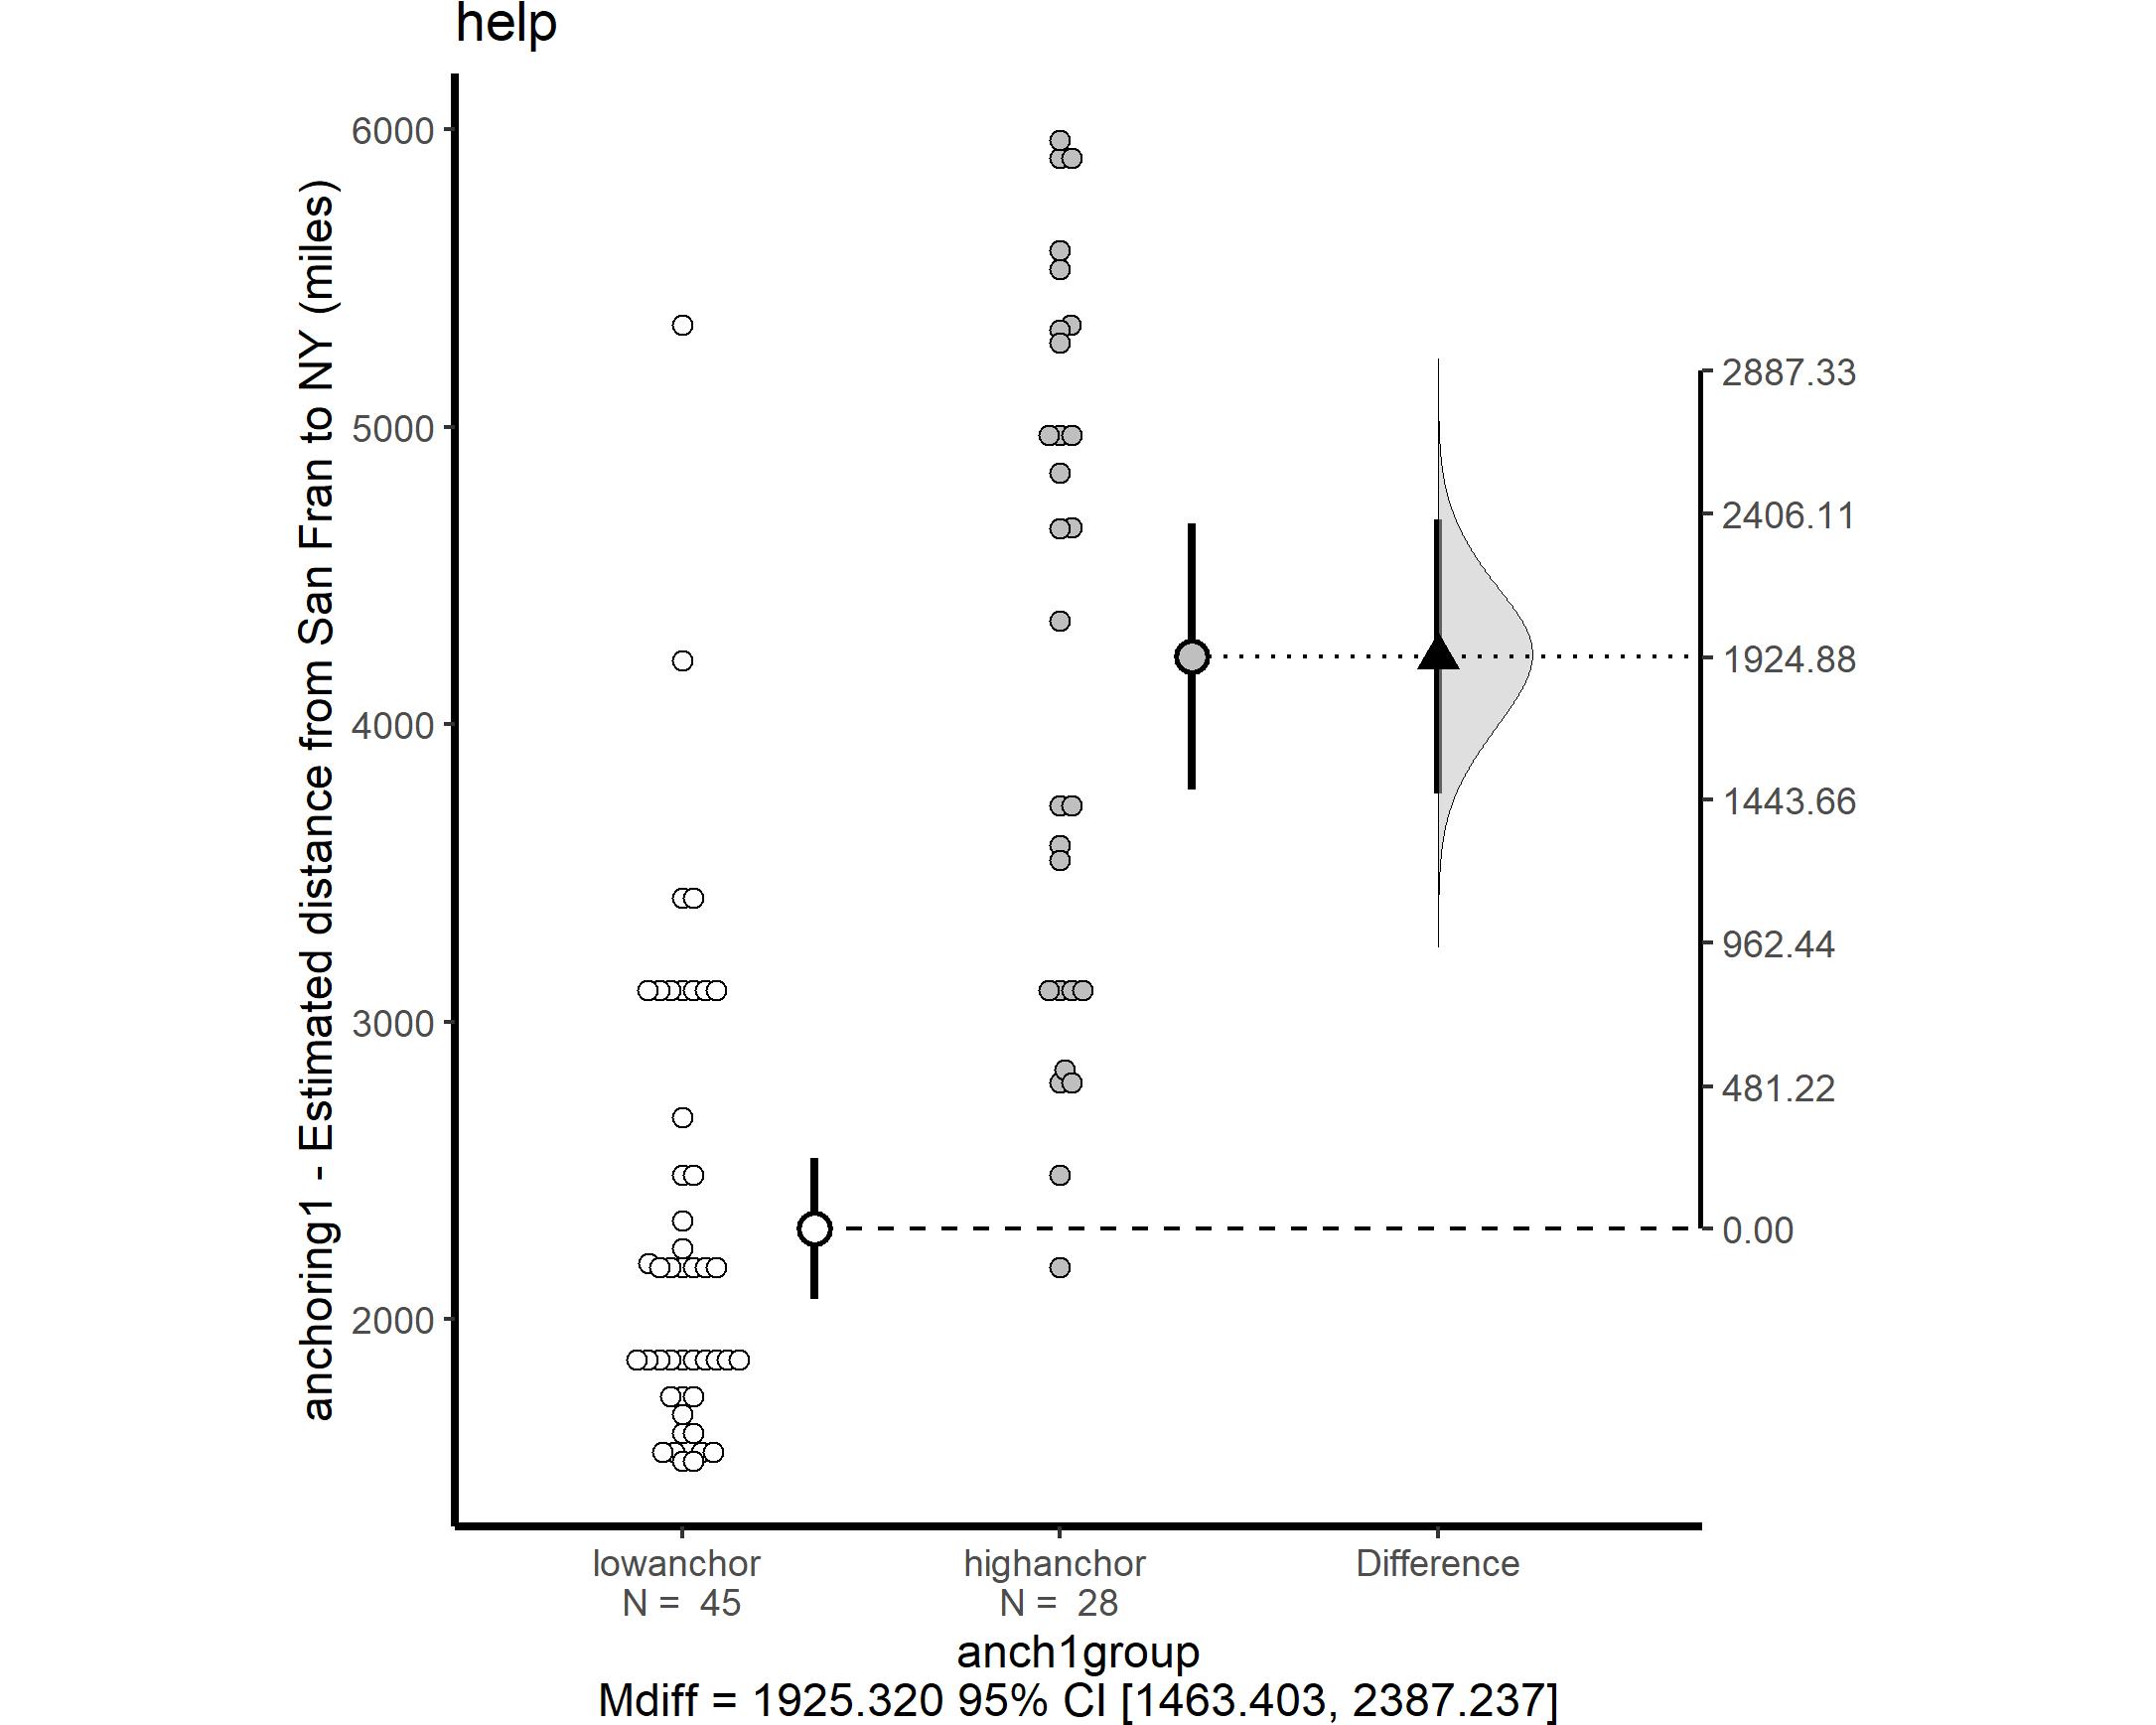 help
anchoring1 - Estimated distance from San Fran to NY (miles)
6000
5000
4000
3000
2000
2887.33
2406.11
1924.88
1443.66
962.44
481.22
0.00
lowanchor
N =  45
highanchor
N =  28
Difference
anch1group
Mdiff = 1925.320 95% CI [1463.403, 2387.237]